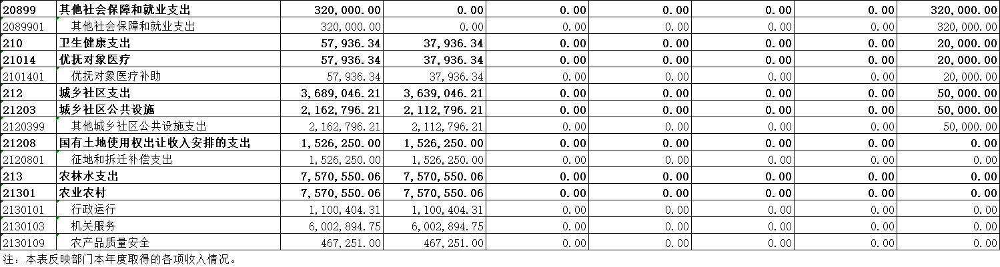 20899 其他社会保障和就业支出 320,000.00 0.00 0.00 0.00 0.00 0.00 320,000.00
2089901 其他社会保障和就业支出 320,000.00 0.00 0.00 0.00 0.00 0.00 320,000.00
210 卫生健康支出 57,936.34 37,936.34 0.00 0.00 0.00 0.00 20,000.00
21014 优抚对象医疗 57,936.34 37,936.34 0.00 0.00 0.00 0.00 20,000.00
2101401 优抚对象医疗补助 57,936.34 37,936.34 0.00 0.00 0.00 0.00 20,000.00
212 城乡社区支出 3,689,046.21 3,639,046.21 0.00 0.00 0.00 0.00 50,000.00
21203 城乡社区公共设施 2,162,796.21 2,112,796.21 0.00 0.00 0.00 0.00 50,000.00
2120399 其他城乡社区公共设施支出 2,162,796.21 2,112,796.21 0.00 0.00 0.00 0.00 50,000.00
21208 国有土地使用权出让收入安排的支出 1,526,250.00 1,526,250.00 0.00 0.00 0.00 0.00 0.00
2120801 征地和拆迁补偿支出 1,526,250.00 1,526,250.00 0.00 0.00 0.00 0.00 0.00
213 农林水支出 7,570,550.06 7,570,550.06 0.00 0.00 0.00 0.00 0.00
21301 农业农村 7,570,550.06 7,570,550.06 0.00 0.00 0.00 0.00 0.00
2130101 行政运行 1,100,404.31 1,100,404.31 0.00 0.00 0.00 0.00 0.00
2130103 机关服务 6,002,894.75 6,002,894.75 0.00 0.00 0.00 0.00 0.00
2130109 农产品质量安全 467,251.00 467,251.00 0.00 0.00 0.00 0.00 0.00
注：本表反映部门本年度取得的各项收入情况。